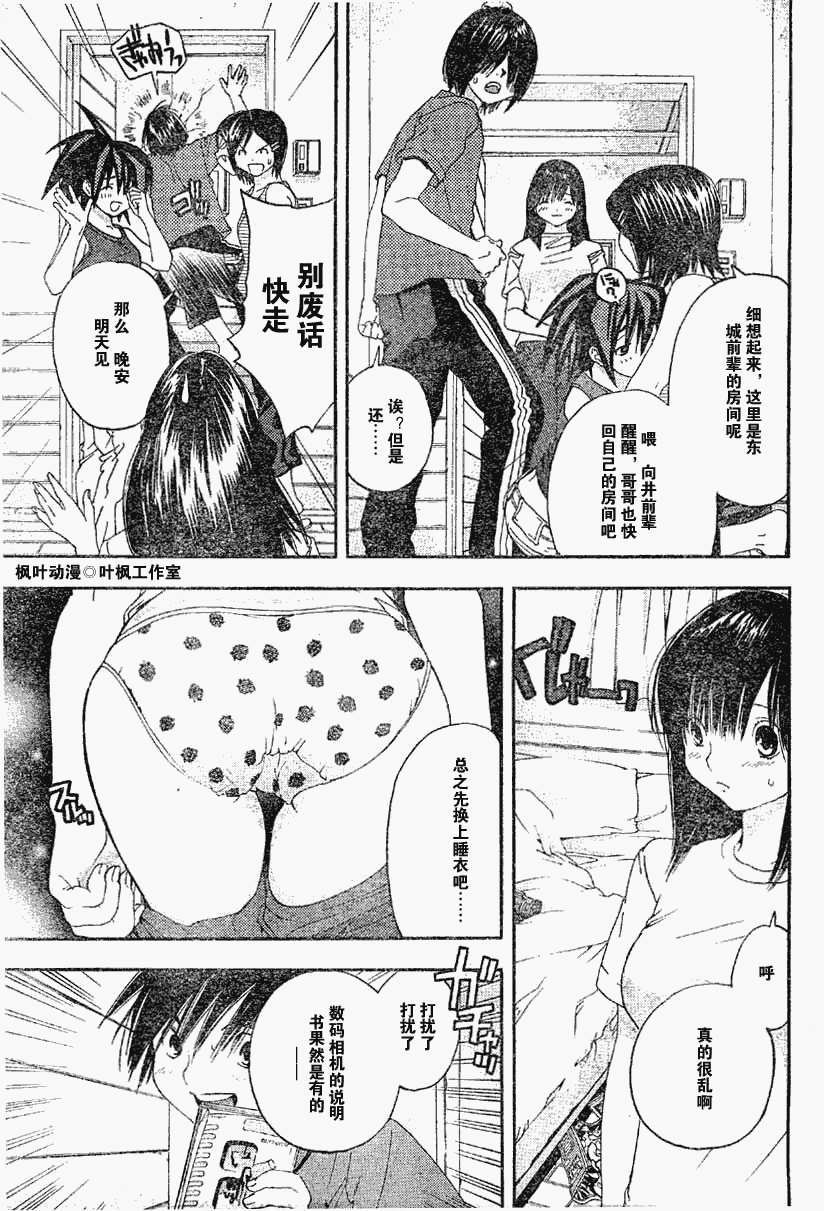 细想起来，这里是东
城前辈的房间呢
喂　向井前辈
醒醒，哥哥也快
回自己的房间吧
诶？但是
还……
别废话
快走
那么　晚安
明天见
枫叶动漫◎叶枫工作室
呼
真的很乱啊
总之先换上睡衣吧……
ガチャ
打扰了
打扰了
数码相机的说明
书果然是有的
——